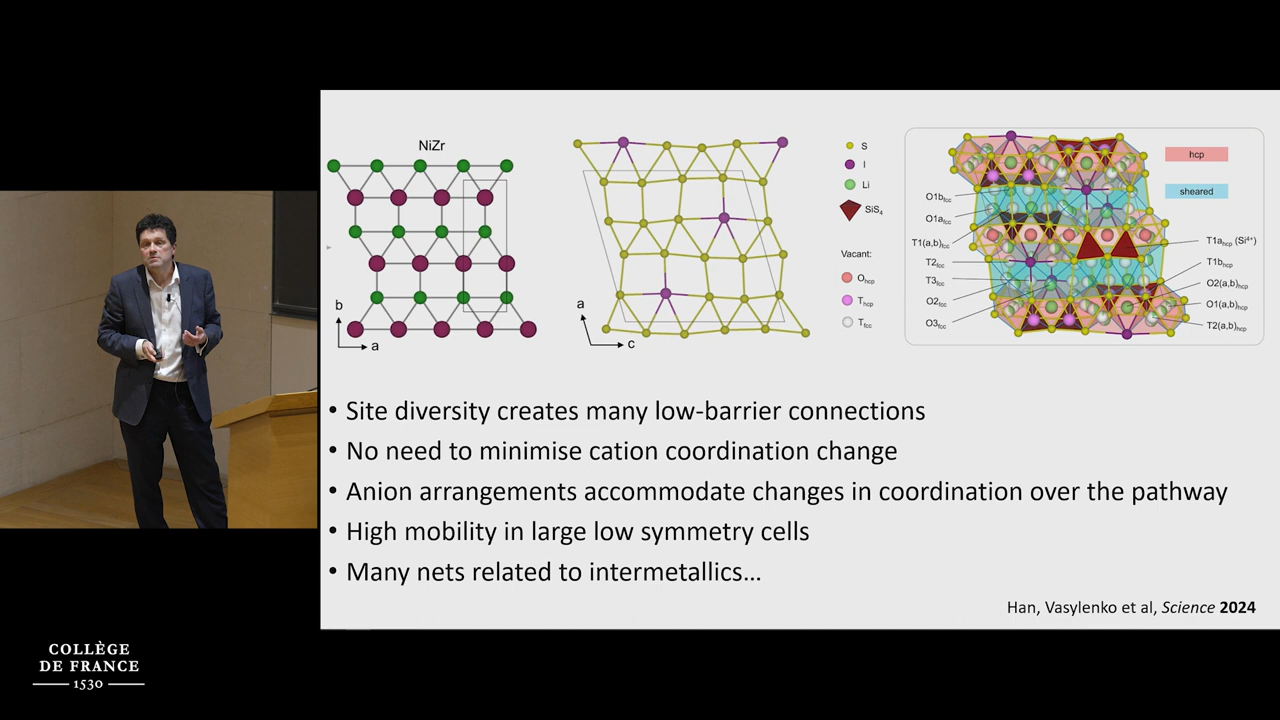 NiZr
b
a
a
c
S
I
Li
SiS₄
Vacant:
Ohcp
Thcp
Tfcc
hcp
sheared
O1bfcc
O1afcc
T1(a,b)fcc
T2fcc
T3fcc
O2fcc
O3fcc
T1ahcp (Si⁴⁺)
T1bhcp
O2(a,b)hcp
O1(a,b)hcp
T2(a,b)hcp
• Site diversity creates many low-barrier connections
• No need to minimise cation coordination change
• Anion arrangements accommodate changes in coordination over the pathway
• High mobility in large low symmetry cells
• Many nets related to intermetallics…
Han, Vasylenko et al, Science 2024
COLLÈGE
DE FRANCE
1530